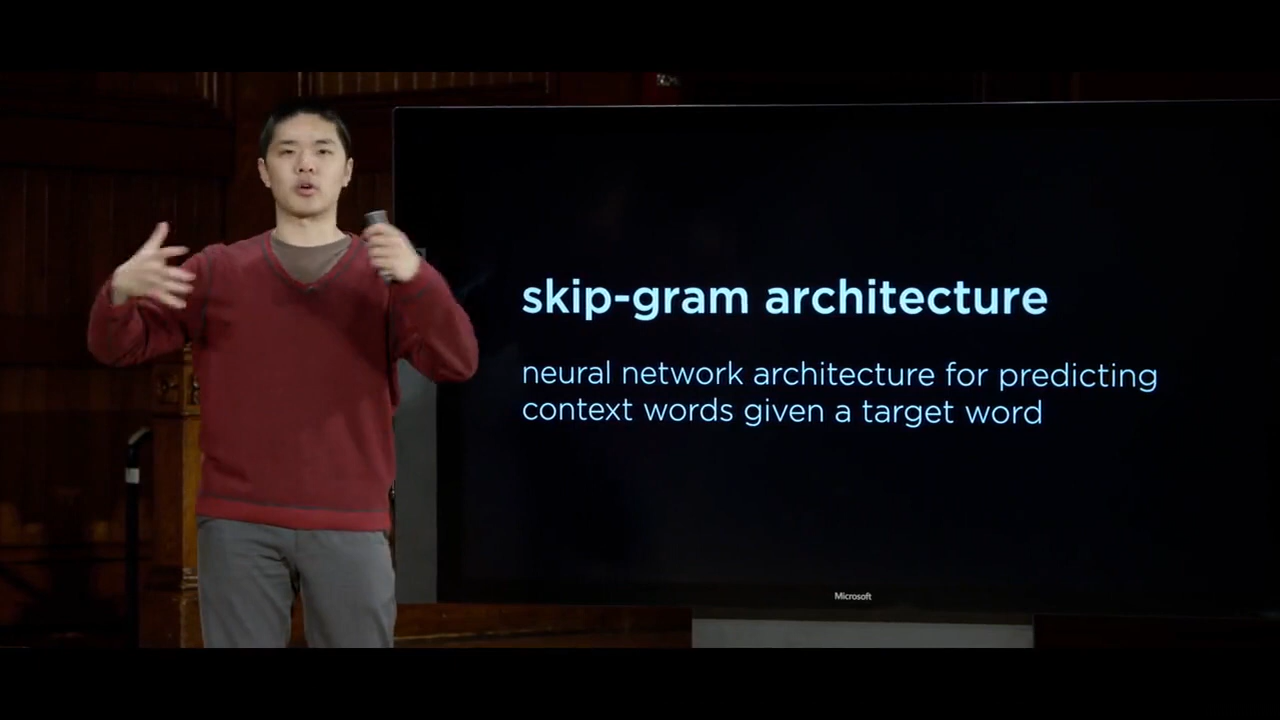 skip-gram architecture
neural network architecture for predicting
context words given a target word
Microsoft